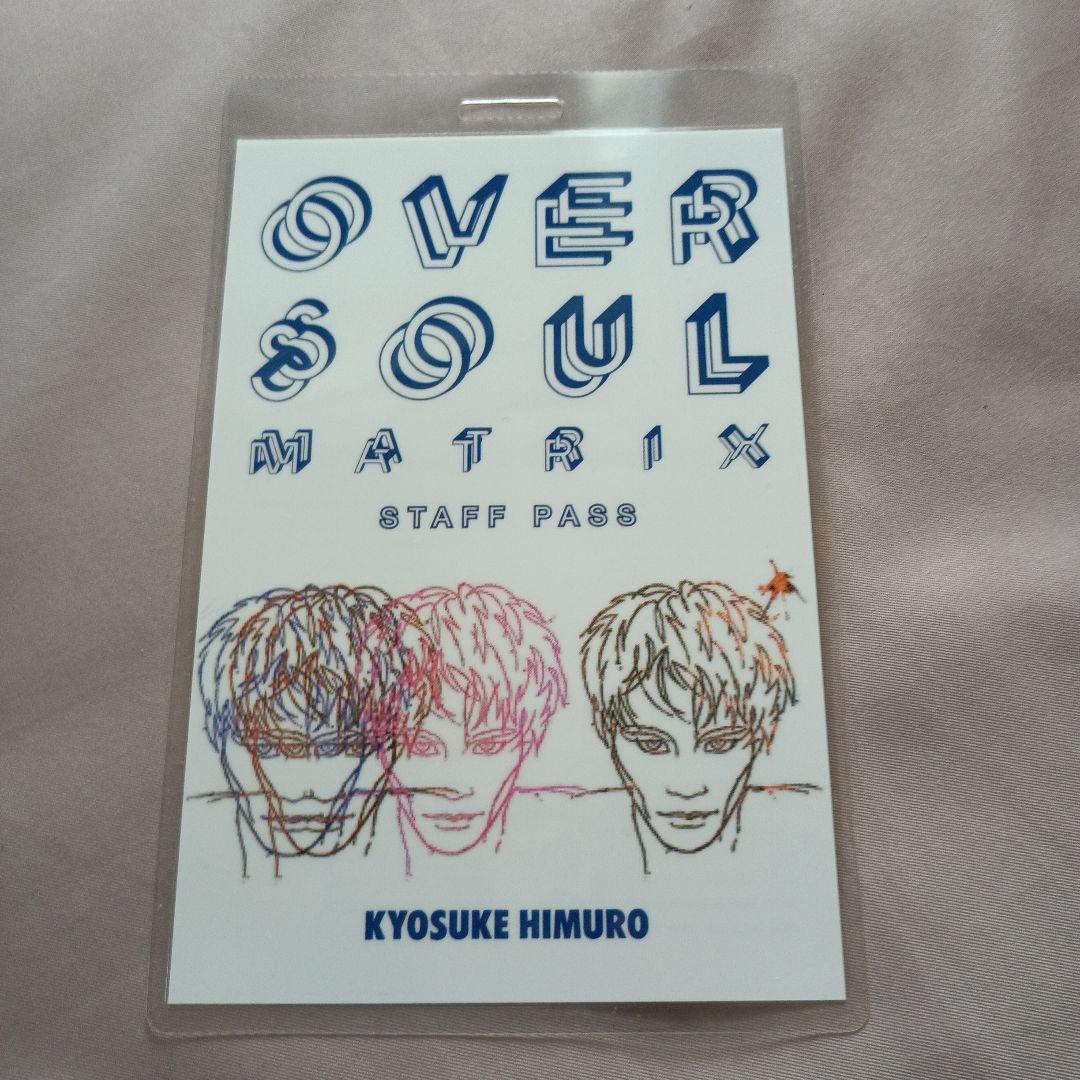 OVER
SOUL
MATRIX
STAFF PASS
KYOSUKE HIMURO